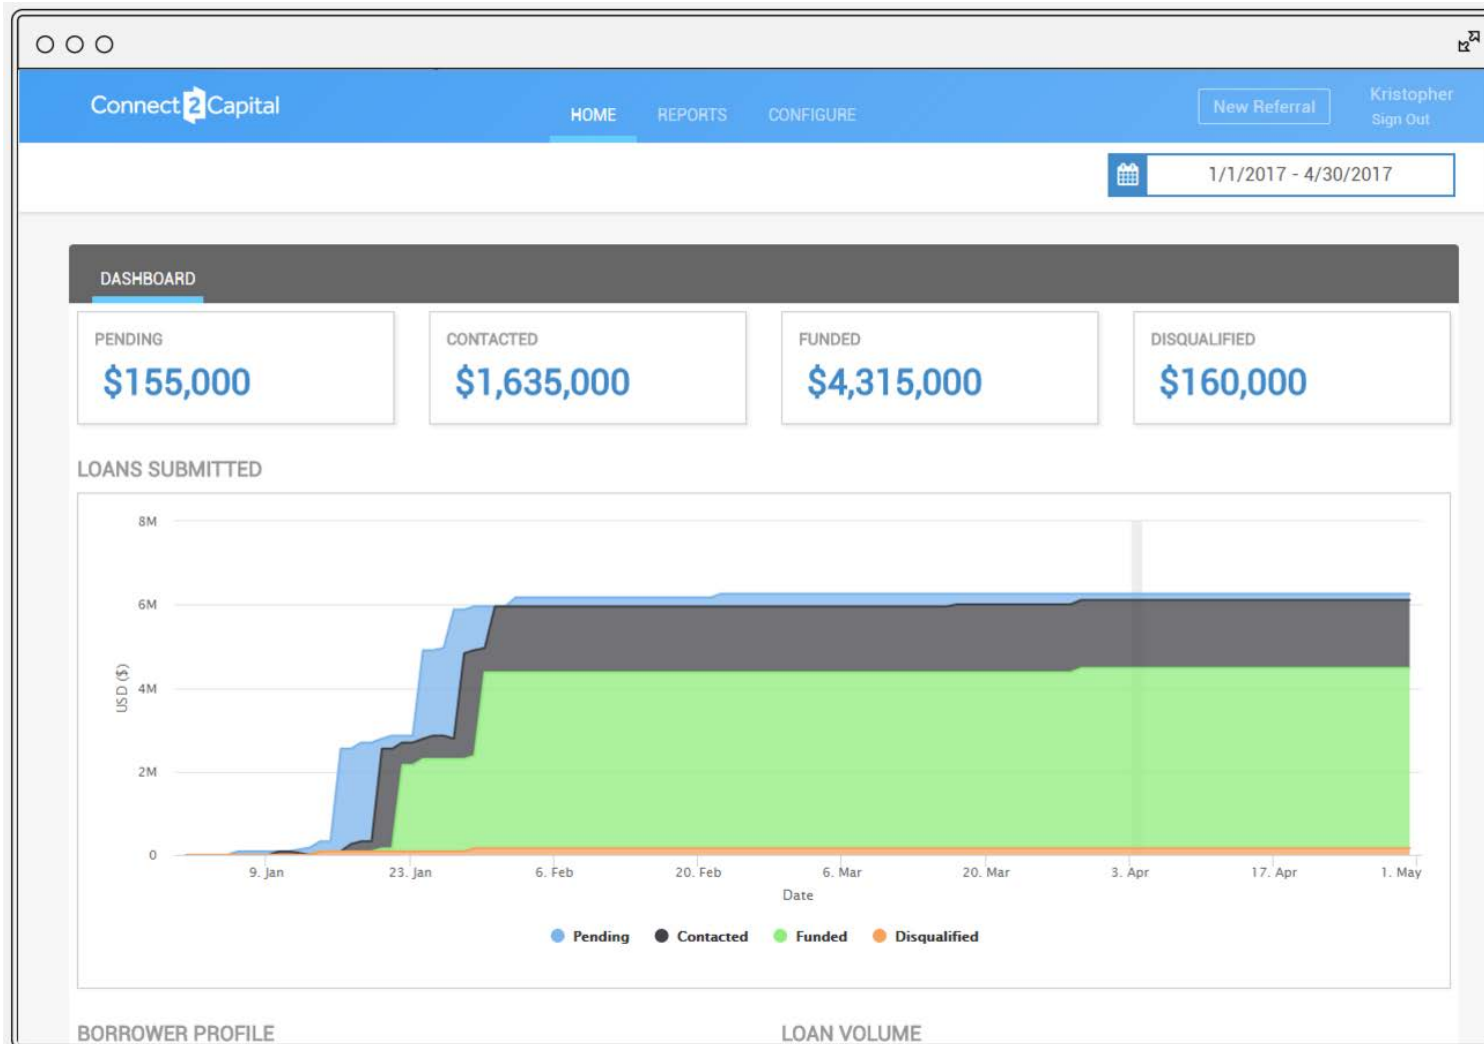 Connect2Capital
HOME REPORTS CONFIGURE
New Referral
Kristopher
Sign Out
1/1/2017 - 4/30/2017
DASHBOARD
PENDING
$155,000
CONTACTED
$1,635,000
FUNDED
$4,315,000
DISQUALIFIED
$160,000
LOANS SUBMITTED
8M
6M
4M
2M
0
USD ($)
9. Jan 23. Jan 6. Feb 20. Feb 6. Mar 20. Mar 3. Apr 17. Apr 1. May
Date
Pending Contacted Funded Disqualified
BORROWER PROFILE
LOAN VOLUME